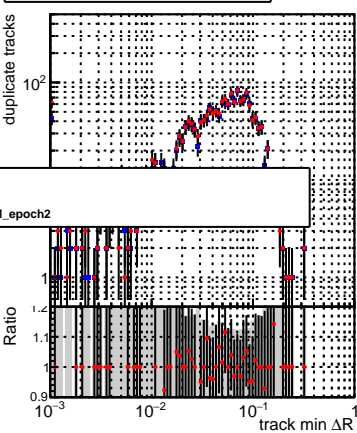 duplicate tracks
10²
l_epoch2
1
Ratio
1.2
1.1
1
0.9
10⁻³
10⁻²
10⁻¹
1
track min ΔR